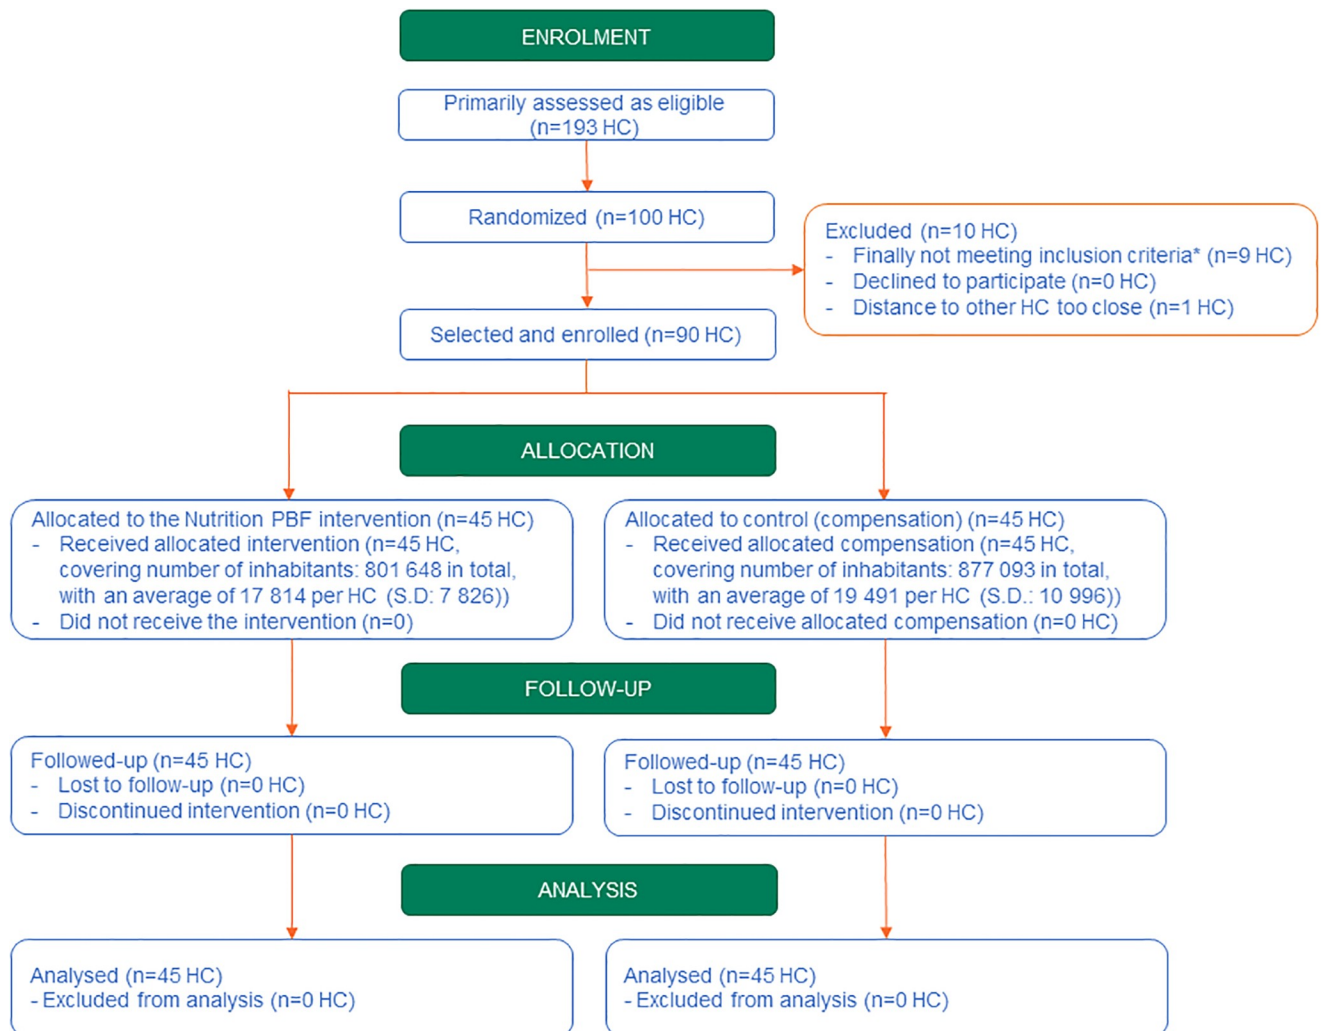 ENROLMENT
Primarily assessed as eligible
(n=193 HC)
Randomized (n=100 HC)
Excluded (n=10 HC)
- Finally not meeting inclusion criteria* (n=9 HC)
- Declined to participate (n=0 HC)
- Distance to other HC too close (n=1 HC)
Selected and enrolled (n=90 HC)
ALLOCATION
Allocated to the Nutrition PBF intervention (n=45 HC)
- Received allocated intervention (n=45 HC,
covering number of inhabitants: 801 648 in total,
with an average of 17 814 per HC (S.D: 7 826))
- Did not receive the intervention (n=0)
Allocated to control (compensation) (n=45 HC)
- Received allocated compensation (n=45 HC,
covering number of inhabitants: 877 093 in total,
with an average of 19 491 per HC (S.D.: 10 996))
- Did not receive allocated compensation (n=0 HC)
FOLLOW-UP
Followed-up (n=45 HC)
- Lost to follow-up (n=0 HC)
- Discontinued intervention (n=0 HC)
Followed-up (n=45 HC)
- Lost to follow-up (n=0 HC)
- Discontinued intervention (n=0 HC)
ANALYSIS
Analysed (n=45 HC)
- Excluded from analysis (n=0 HC)
Analysed (n=45 HC)
- Excluded from analysis (n=0 HC)